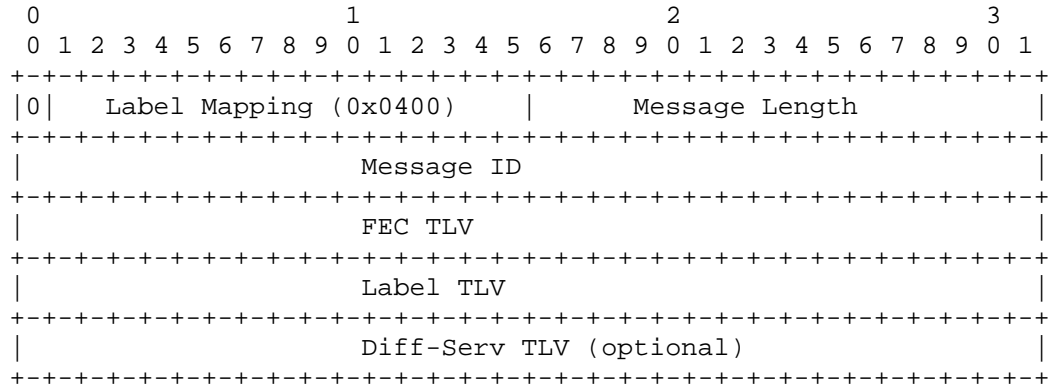 0                   1                   2                   3
 0 1 2 3 4 5 6 7 8 9 0 1 2 3 4 5 6 7 8 9 0 1 2 3 4 5 6 7 8 9 0 1
+-+-+-+-+-+-+-+-+-+-+-+-+-+-+-+-+-+-+-+-+-+-+-+-+-+-+-+-+-+-+-+-+
|0|   Label Mapping (0x0400)    |      Message Length           |
+-+-+-+-+-+-+-+-+-+-+-+-+-+-+-+-+-+-+-+-+-+-+-+-+-+-+-+-+-+-+-+-+
|                     Message ID                                |
+-+-+-+-+-+-+-+-+-+-+-+-+-+-+-+-+-+-+-+-+-+-+-+-+-+-+-+-+-+-+-+-+
|                     FEC TLV                                   |
+-+-+-+-+-+-+-+-+-+-+-+-+-+-+-+-+-+-+-+-+-+-+-+-+-+-+-+-+-+-+-+-+
|                     Label TLV                                 |
+-+-+-+-+-+-+-+-+-+-+-+-+-+-+-+-+-+-+-+-+-+-+-+-+-+-+-+-+-+-+-+-+
|                     Diff-Serv TLV (optional)                  |
+-+-+-+-+-+-+-+-+-+-+-+-+-+-+-+-+-+-+-+-+-+-+-+-+-+-+-+-+-+-+-+-+